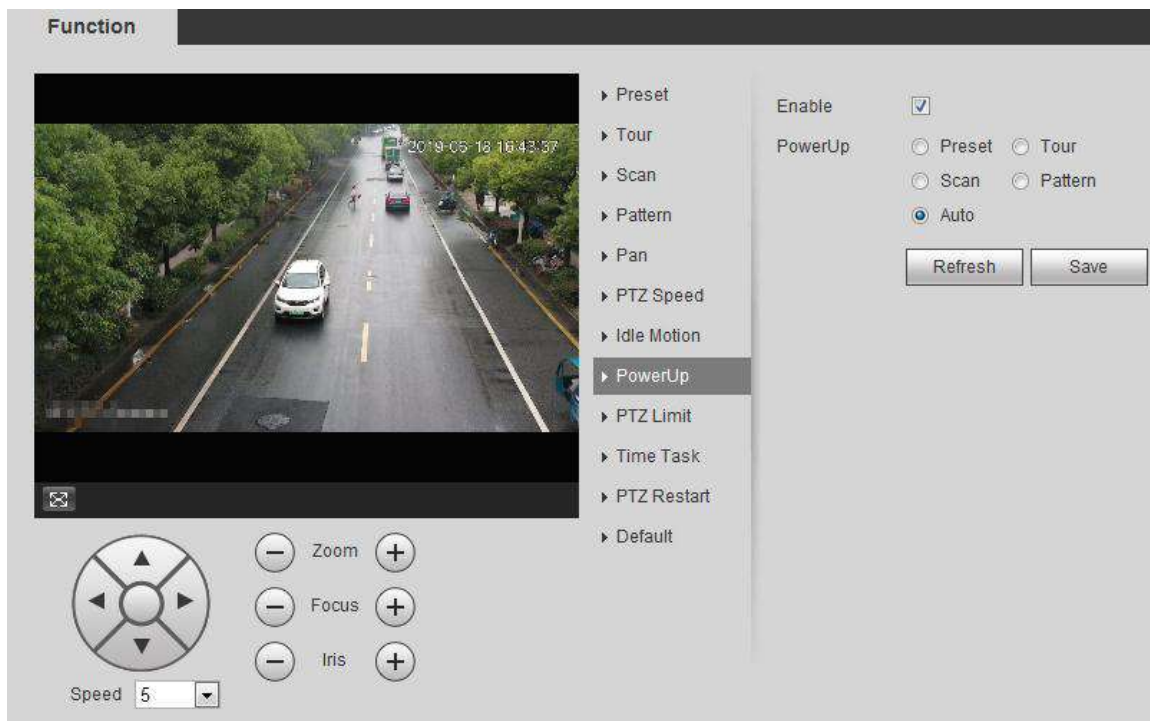 Function
2019-05-18 16:43:37
Preset
Tour
Scan
Pattern
Pan
PTZ Speed
Idle Motion
PowerUp
PTZ Limit
Time Task
PTZ Restart
Default
Enable
PowerUp Preset Tour
Scan Pattern
Auto
Refresh Save
Zoom
Focus
Iris
Speed 5